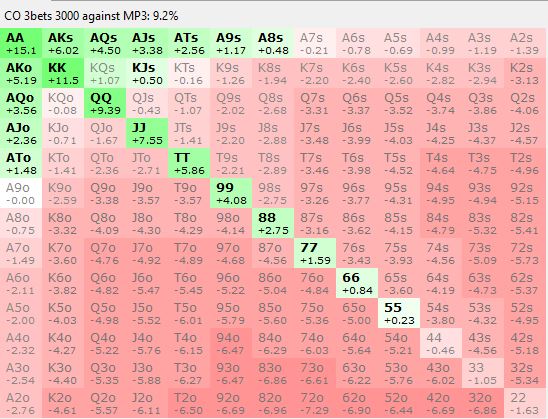 CO 3bets 3000 against MP3: 9.2%
AA AKs AQs AJs ATs A9s A8s A7s A6s A5s A4s A3s A2s
+15.1 +6.02 +4.50 +3.38 +2.56 +1.17 +0.48 -0.21 -0.78 -0.69 -0.99 -1.19 -1.39
AKo KK KQs KJs KTs K9s K8s K7s K6s K5s K4s K3s K2s
+5.19 +11.5 +1.07 +0.50 -0.16 -1.26 -1.94 -2.20 -2.40 -2.60 -2.82 -2.94 -3.13
AQo KQo QQ QJs QTs Q9s Q8s Q7s Q6s Q5s Q4s Q3s Q2s
+3.56 -0.08 +9.39 -0.43 -1.07 -2.02 -2.68 -3.31 -3.37 -3.52 -3.74 -3.86 -4.06
AJo KJo QJo JJ JTs J9s J8s J7s J6s J5s J4s J3s J2s
+2.36 -0.71 -1.67 +7.55 -1.41 -2.20 -2.88 -3.48 -3.99 -4.03 -4.25 -4.37 -4.57
ATo KTo QTo JTo TT T9s T8s T7s T6s T5s T4s T3s T2s
+1.48 -1.41 -2.36 -2.71 +5.86 -2.21 -2.89 -3.48 -3.98 -4.52 -4.64 -4.75 -4.96
A9o K9o Q9o J9o T9o 99 98s 97s 96s 95s 94s 93s 92s
-0.00 -2.59 -3.38 -3.57 -3.57 +4.08 -2.75 -3.26 -3.77 -4.31 -4.95 -4.94 -5.15
A8o K8o Q8o J8o T8o 98o 88 87s 86s 85s 84s 83s 82s
-0.75 -3.32 -4.09 -4.30 -4.29 -4.14 +2.75 -3.16 -3.62 -4.15 -4.79 -5.32 -5.41
A7o K7o Q7o J7o T7o 97o 87o 77 76s 75s 74s 73s 72s
-1.49 -3.60 -4.76 -4.92 -4.89 -4.68 -4.56 +1.59 -3.43 -3.93 -4.56 -5.09 -5.73
A6o K6o Q6o J6o T6o 96o 86o 76o 66 65s 64s 63s 62s
-2.11 -3.82 -4.82 -5.47 -5.45 -5.22 -5.04 -4.84 +0.84 -3.60 -4.19 -4.73 -5.37
A5o K5o Q5o J5o T5o 95o 85o 75o 65o 55 54s 53s 52s
-2.00 -4.03 -4.98 -5.52 -6.01 -5.79 -5.60 -5.36 -5.00 +0.23 -3.80 -4.32 -4.95
A4o K4o Q4o J4o T4o 94o 84o 74o 64o 54o 44 43s 42s
-2.32 -4.27 -5.22 -5.76 -6.15 -6.47 -6.29 -6.03 -5.64 -5.21 -0.46 -4.56 -5.18
A3o K3o Q3o J3o T3o 93o 83o 73o 63o 53o 43o 33 32s
-2.54 -4.40 -5.35 -5.88 -6.27 -6.47 -6.86 -6.61 -6.22 -5.76 -6.02 -1.05 -5.34
A2o K2o Q2o J2o T2o 92o 82o 72o 62o 52o 42o 32o 22
-2.76 -4.61 -5.57 -6.11 -6.50 -6.69 -6.96 -7.29 -6.90 -6.44 -6.69 -6.86 -1.63